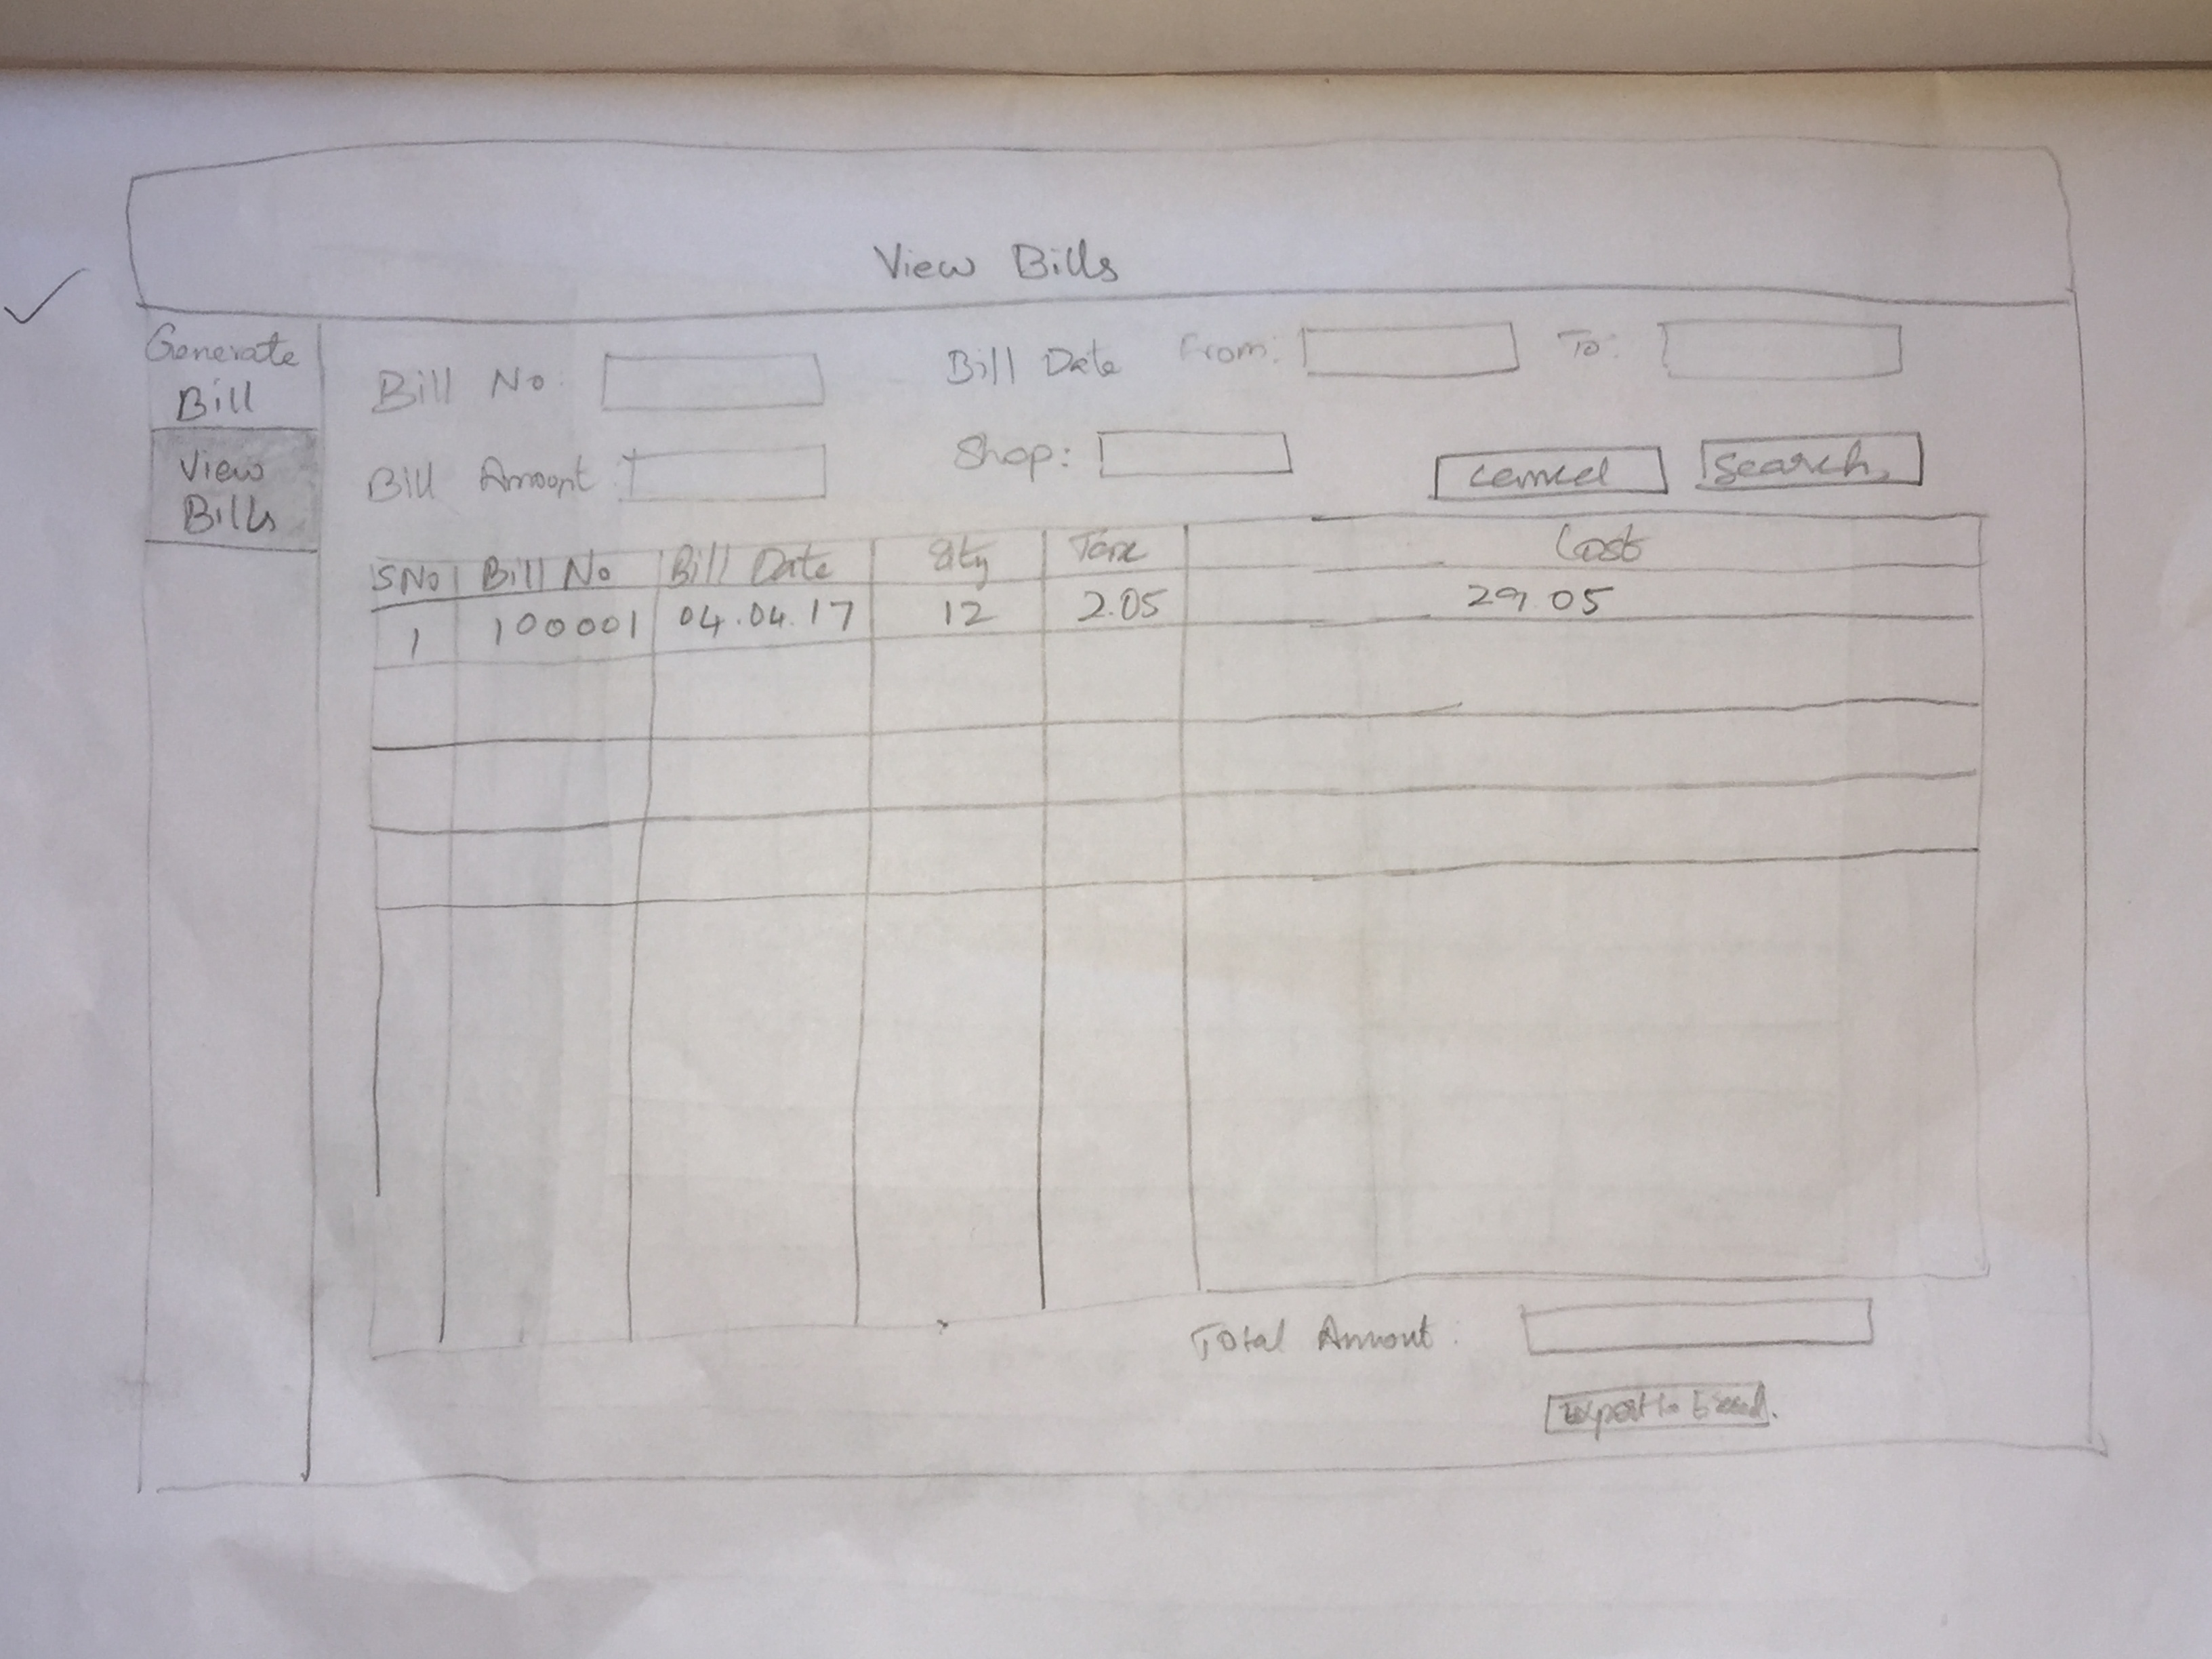 View Bills
Generate
Bill
View
Bills
Bill No:
Bill Date From: To:
Bill Amount:
Shop:
Cancel Search
SNo Bill No Bill Date Qty Tax Cost
1 100001 04.04.17 12 2.05 29.05
Total Amount:
Export to Excel.